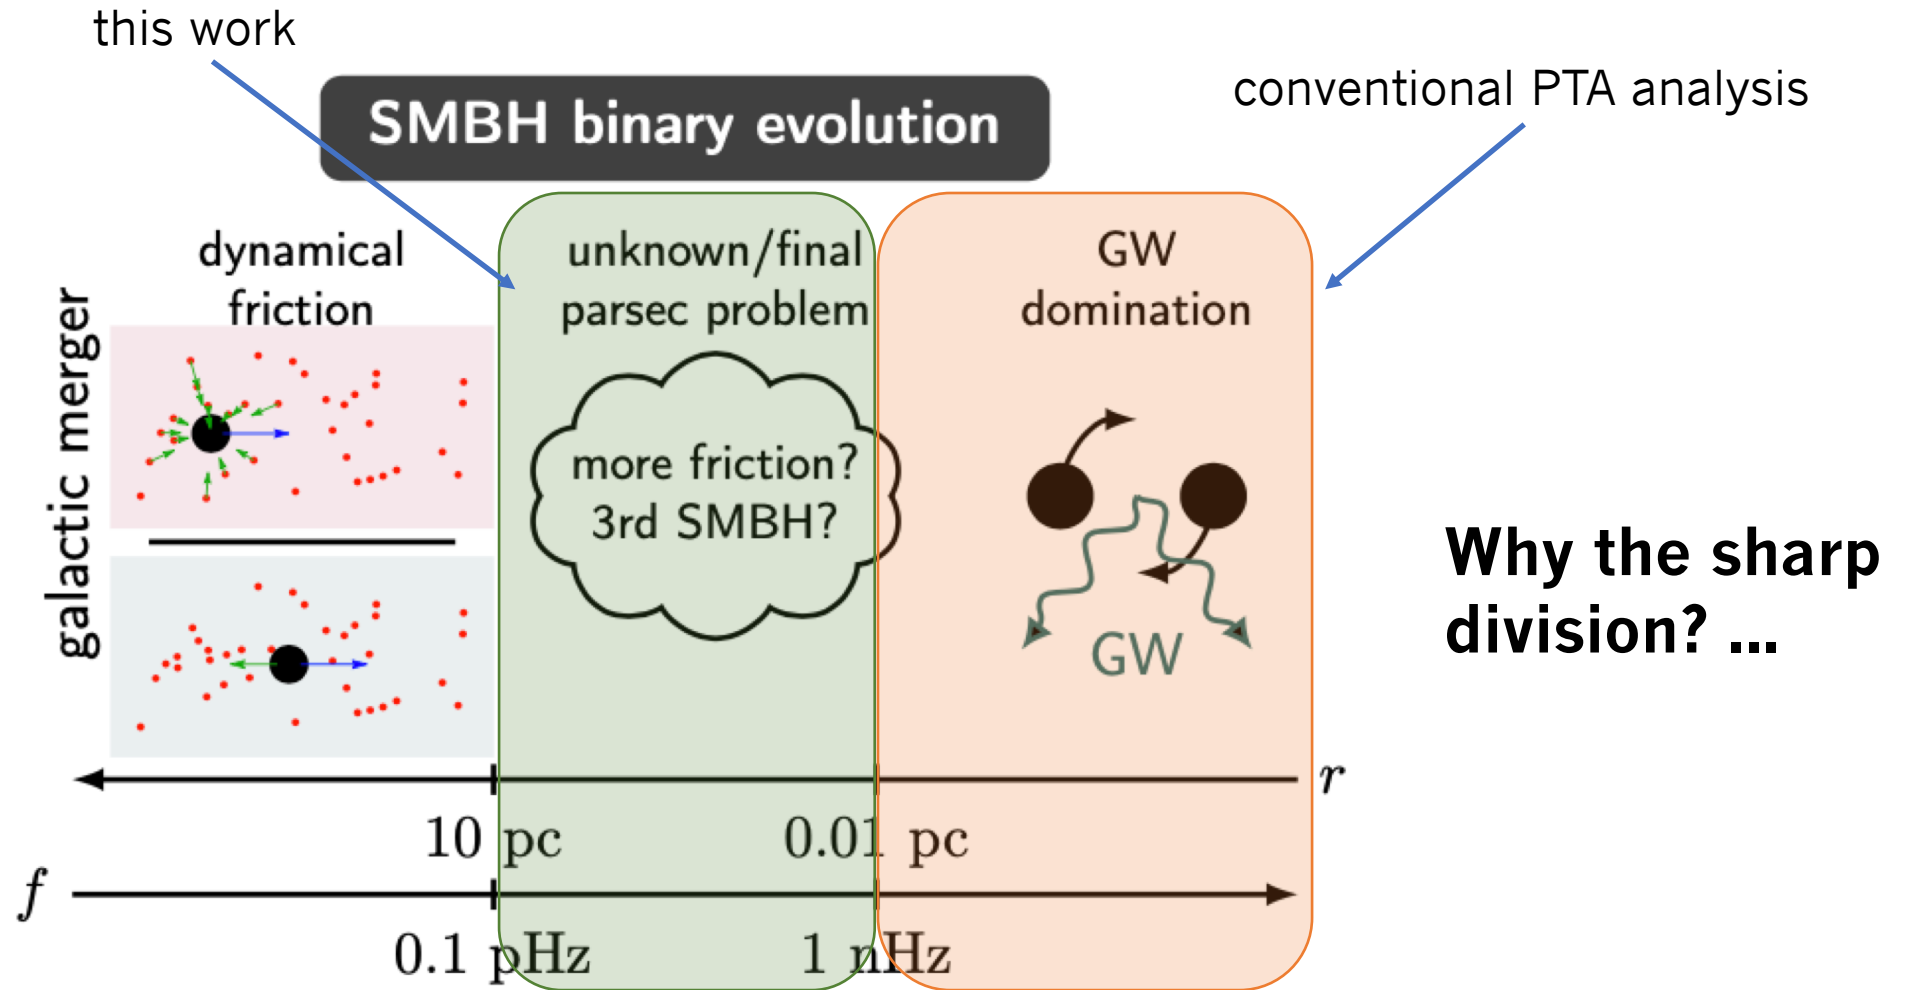 this work
conventional PTA analysis
SMBH binary evolution
dynamical
friction
unknown/final
parsec problem
GW
domination
galactic merger
more friction?
3rd SMBH?
GW
Why the sharp
division? ...
r
10 pc
0.01 pc
f
0.1 pHz
1 nHz